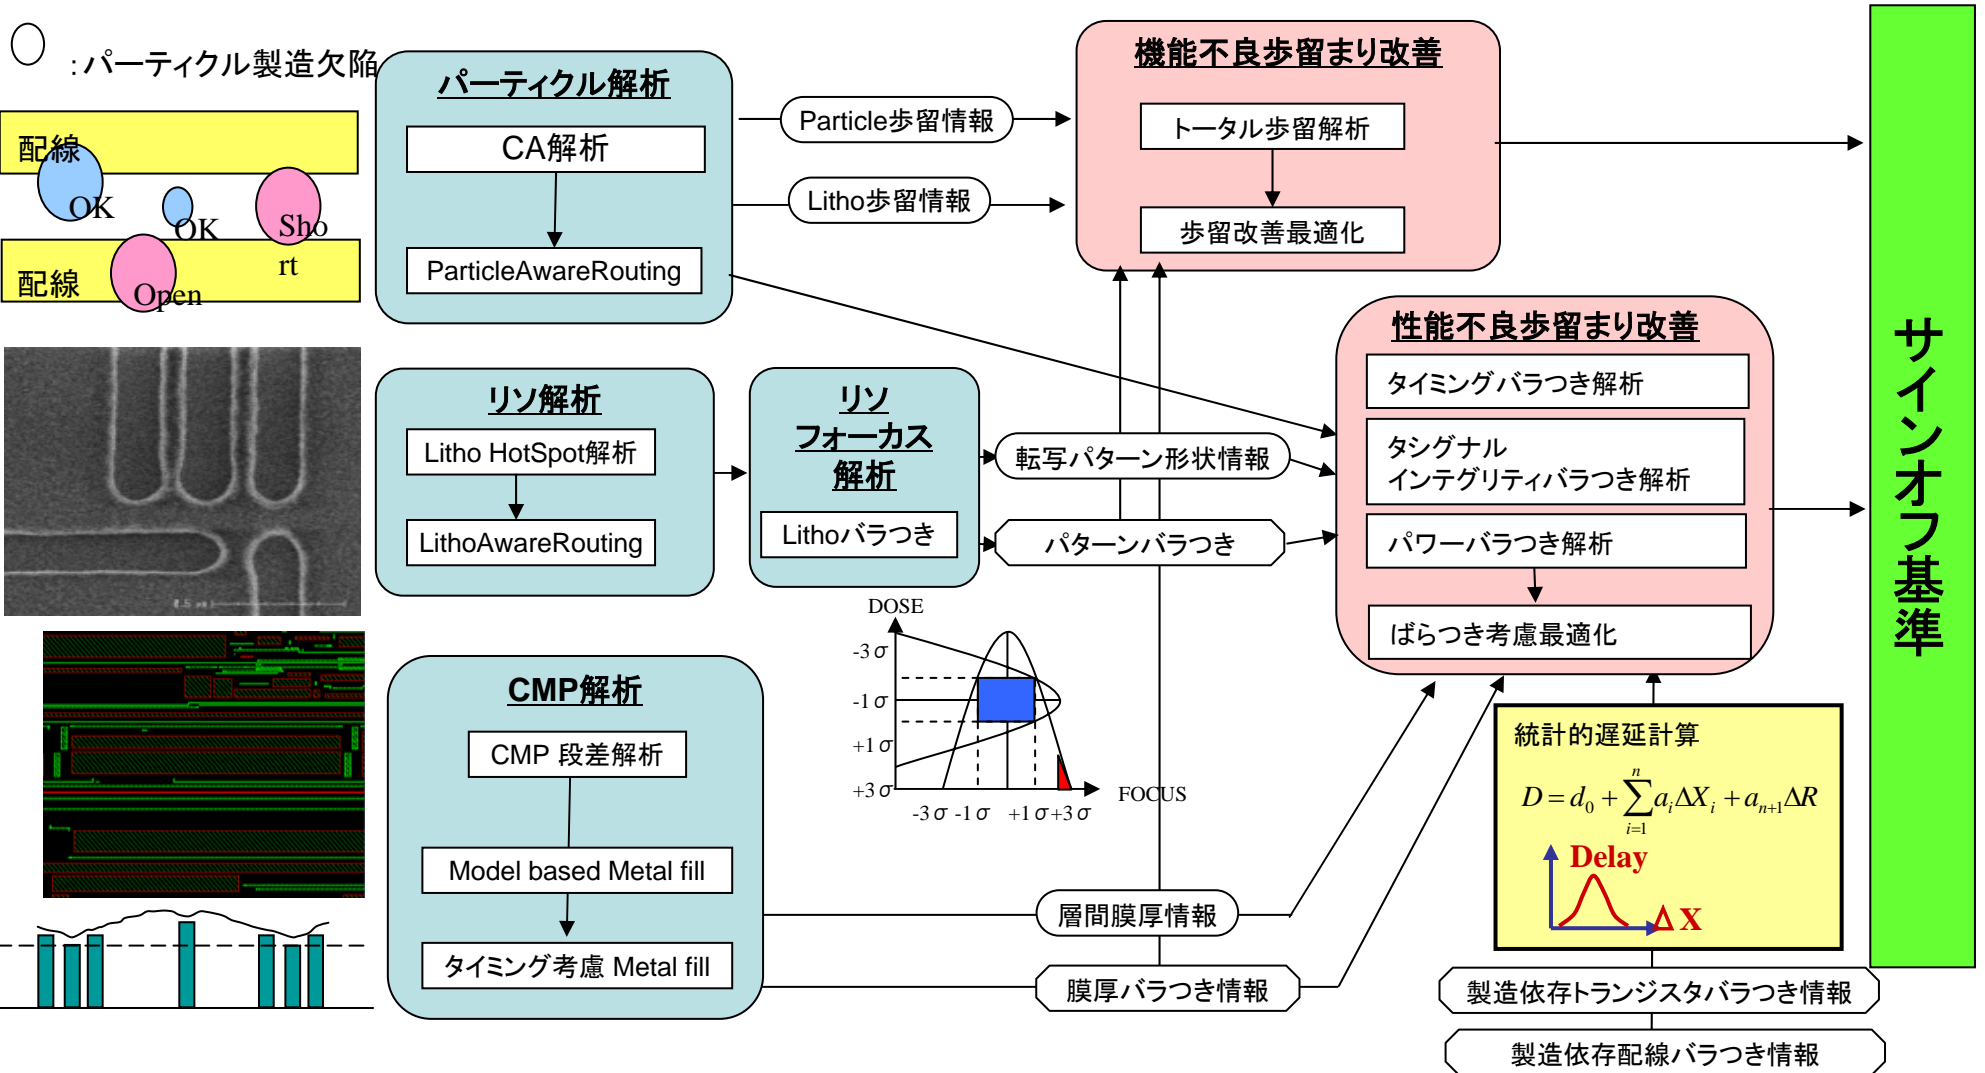 :パーティクル製造欠陥
配線
OK
OK
Sho
rt
配線
Open
パーティクル解析
CA解析
ParticleAwareRouting
Particle歩留情報
Litho歩留情報
機能不良歩留まり改善
トータル歩留解析
歩留改善最適化
リソ解析
Litho HotSpot解析
LithoAwareRouting
リソ
フォーカス
解析
Lithoバラつき
転写パターン形状情報
パターンバラつき
性能不良歩留まり改善
タイミングバラつき解析
タシグナル
インテグリティバラつき解析
パワーバラつき解析
ばらつき考慮最適化
サインオフ基準
CMP解析
CMP 段差解析
Model based Metal fill
タイミング考慮 Metal fill
DOSE
-3σ
-1σ
+1σ
+3σ
FOCUS
-3σ -1σ +1σ+3σ
層間膜厚情報
膜厚バラつき情報
統計的遅延計算
D = d₀ + ∑ⁿᵢ₌₁ aᵢΔXᵢ + aₙ₊₁ΔR
Delay
Δ X
製造依存トランジスタバラつき情報
製造依存配線バラつき情報